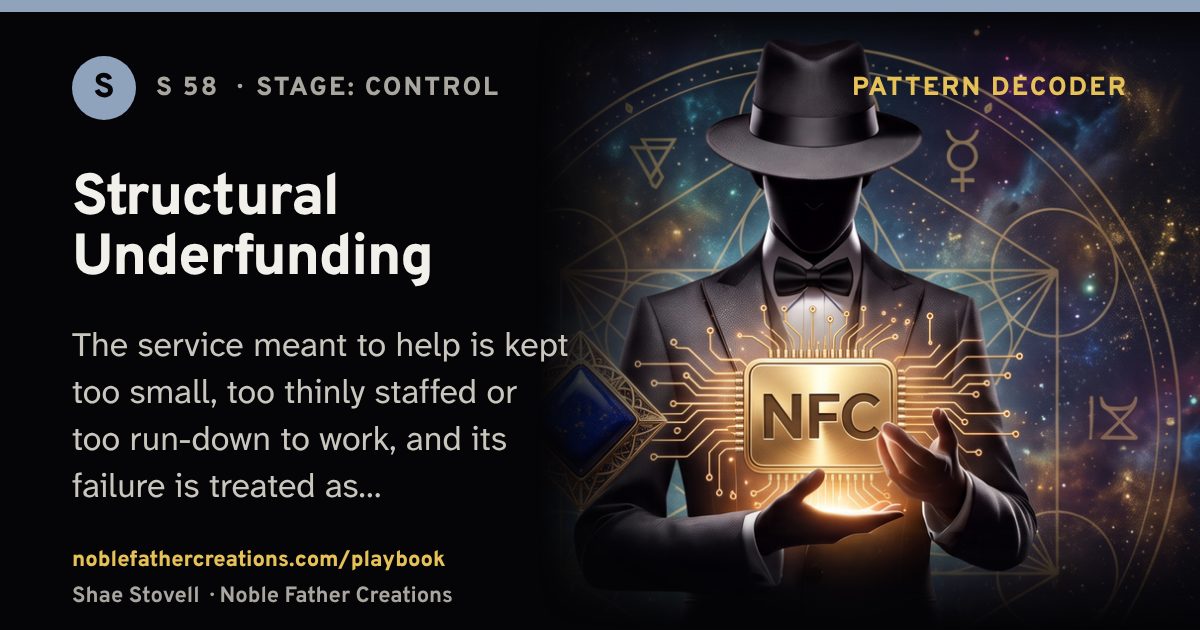 S
S 58 · STAGE: CONTROL
PATTERN DECODER
Structural
Underfunding
The service meant to help is kept
too small, too thinly staffed or
too run-down to work, and its
failure is treated as...
NFC
noblefathercreations.com/playbook
Shae Stovell · Noble Father Creations